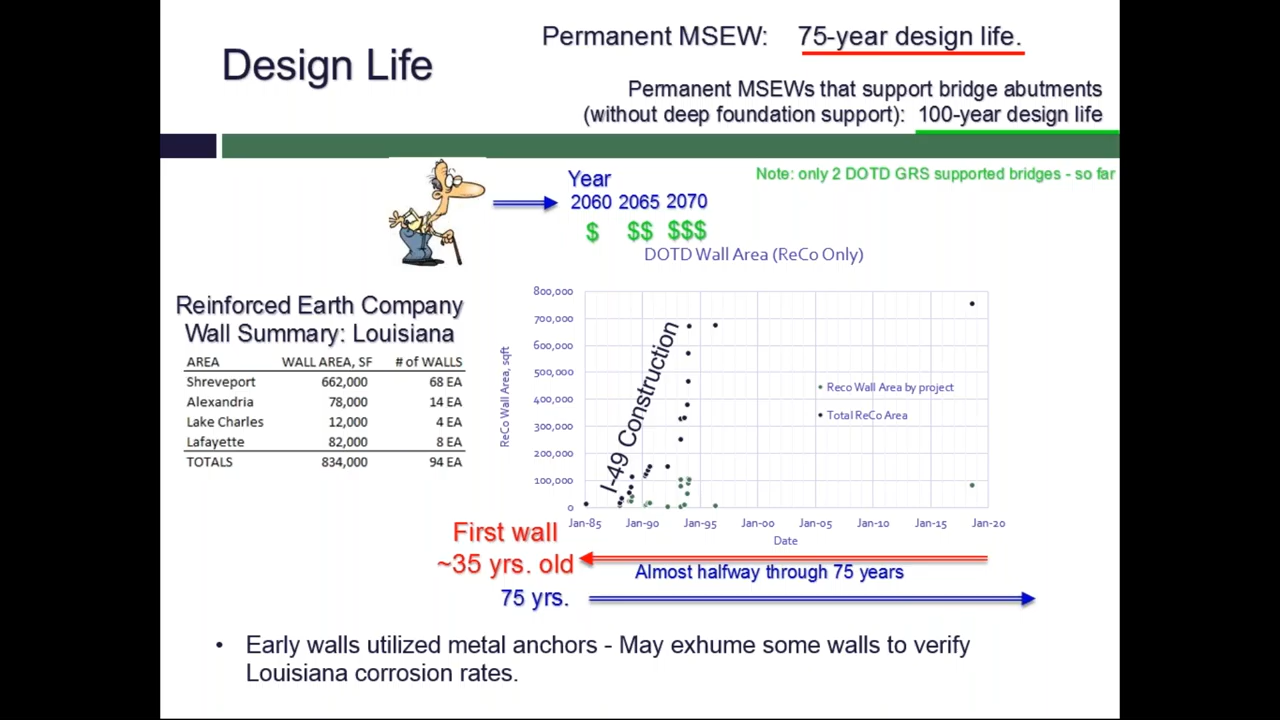 Design Life
Permanent MSEW: 75-year design life.
Permanent MSEWs that support bridge abutments
(without deep foundation support): 100-year design life
Note: only 2 DOTD GRS supported bridges - so far
Year
2060 2065 2070
$ $$ $$$
DOTD Wall Area (ReCo Only)
Reinforced Earth Company
Wall Summary: Louisiana
AREA WALL AREA, SF # of WALLS
Shreveport 662,000 68 EA
Alexandria 78,000 14 EA
Lake Charles 12,000 4 EA
Lafayette 82,000 8 EA
TOTALS 834,000 94 EA
ReCo Wall Area, sqft
800,000
700,000
600,000
500,000
400,000
300,000
200,000
100,000
0
I-49 Construction
Reco Wall Area by project
Total ReCo Area
Jan-85 Jan-90 Jan-95 Jan-00 Jan-05 Jan-10 Jan-15 Jan-20
Date
First wall
~35 yrs. old
Almost halfway through 75 years
75 yrs.
• Early walls utilized metal anchors - May exhume some walls to verify
Louisiana corrosion rates.